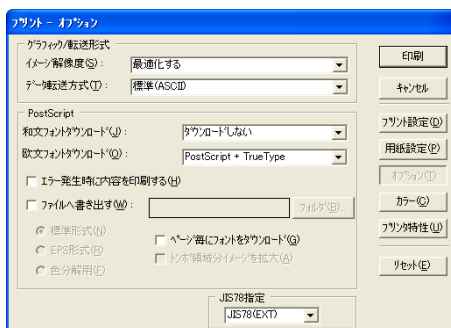 ﾌﾟﾘﾝﾄ - ｵﾌﾟｼｮﾝ
ｸﾞﾗﾌｨｯｸ/転送形式
ｲﾒｰｼﾞ解像度(S): 最適化する
ﾃﾞｰﾀ転送方式(T): 標準(ASCII)
PostScript
和文ﾌｫﾝﾄﾀﾞｳﾝﾛｰﾄﾞ(J): ﾀﾞｳﾝﾛｰﾄﾞしない
欧文ﾌｫﾝﾄﾀﾞｳﾝﾛｰﾄﾞ(O): PostScript + TrueType
ｴﾗｰ発生時に内容を印刷する(H)
ﾌｧｲﾙへ書き出す(W): ﾌｫﾙﾀﾞ(B)...
標準形式(N)
EPS形式(R)
色分解用(F)
ﾍﾟｰｼﾞ毎にﾌｫﾝﾄをﾀﾞｳﾝﾛｰﾄﾞ(G)
ﾄﾝﾎﾞ領域分ｲﾒｰｼﾞを拡大(A)
JIS78指定
JIS78(EXT)
印刷
ｷｬﾝｾﾙ
ﾌﾟﾘﾝﾄ設定(D)
用紙設定(P)
ｵﾌﾟｼｮﾝ(I)
ｶﾗｰ(C)
ﾌﾟﾘﾝﾀ特性(U)
ﾘｾｯﾄ(E)